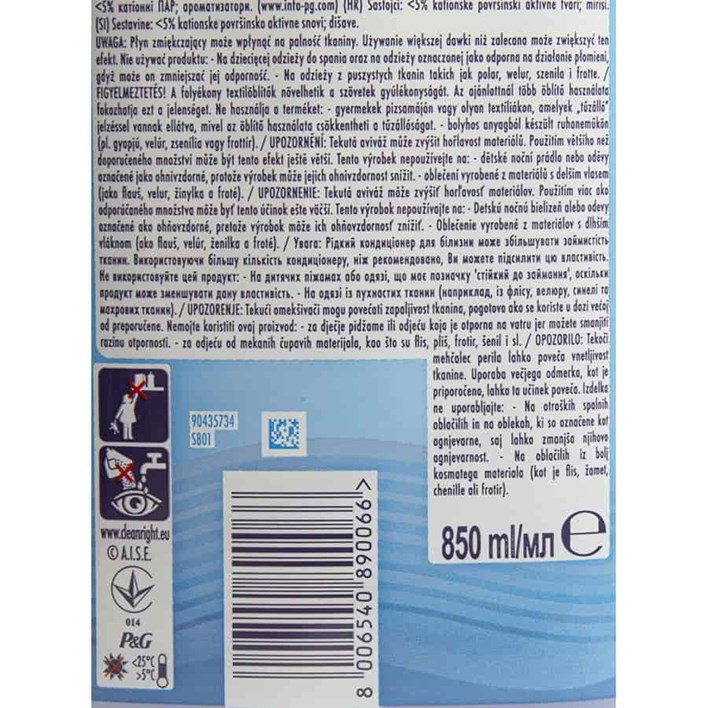 <5% катіонні ПАР; ароматизатори. (www.info-pg.com) (HR) Sastojci: <5% kationske površinski aktivne tvari; mirisi.
(SI) Sestavine: <5% kationske površinsko aktivne snovi; dišave.
UWAGA: Płyn zmiękczający może wpłynąć na palność tkaniny. Używanie większej dawki niż zalecana może zwiększyć ten
efekt. Nie używać produktu: - Na dziecięcej odzieży do spania oraz na odzieży oznaczonej jako odporna na działanie płomieni,
gdyż może on zmniejszać jej odporność. - Na odzieży z puszystych tkanin takich jak polar, welur, szenila i frotte. /
FIGYELMEZTETÉS! A folyékony textilöblítők növelhetik a szövetek gyúlékonyságát. Az ajánlottnál több öblítő használata
fokozhatja ezt a jelenséget. Ne használja a terméket: - gyermekek pizsamáján vagy olyan textiliákon, amelyek „tűzálló"
jelzéssel vannak ellátva, mivel az öblítő használata csökkentheti a tűzállóságot. - bolyhos anyagból készült ruhaneműkön
(pl. gyapjú, velúr, zsenília vagy frottír). / UPOZORNĚNÍ: Tekutá aviváž může zvýšit hořlavost materiálů. Použitím většího než
doporučeného množství může být tento efekt ještě větší. Tento výrobek nepoužívejte na: - dětské noční prádlo nebo oděvy
označené jako ohnivzdorné, protože výrobek může jejich ohnivzdornost snížit. - oblečení vyrobené z materiálů s delším vlasem
(jako flauš, velur, žinylka a froté). / UPOZORNENIE: Tekutá aviváž môže zvýšiť horľavosť materiálov. Použitím viac ako
odporúčaného množstva môže byť tento účinok ešte väčší. Tento výrobok nepoužívajte na: - Detskú nočnú bielizeň alebo odevy
označené ako ohňovzdorné, pretože výrobok môže ich ohňovzdornosť znížiť. - Oblečenie vyrobené z materiálov s dlhším
vláknom (ako flauš, velúr, ženilka a froté). / Увага: Рідкий кондиціонер для білизни може збільшувати займистість
тканин. Використовуючи більшу кількість кондиціонеру, ніж рекомендовано, Ви можете підсилити цю властивість.
Не використовуйте цей продукт: - На дитячих піжамах або одязі, що має позначку 'стійкий до займання', оскільки
продукт може зменшувати дану властивість. - На одязі із пухнастих тканин (наприклад, із флісу, велюру, синелі та
махрових тканин). / UPOZORENJE: Tekući omekšivači mogu povećati zapaljivost tkanina, pogotovo ako se koriste u dozi većoj
od preporučene. Nemojte koristiti ovaj proizvod: - za dječje pidžame ili odjeću koja je otporna na vatru jer možete smanjiti
razinu otpornosti. - za odjeću od mekanih čupavih materijala, kao što su flis, pliš, frotir, šenil i sl. / OPOZORILO: Tekoči
mehčalec perila lahko poveča vnetljivost
tkanine. Uporaba večjega odmerka, kot je
priporočeno, lahko ta učinek poveča. Izdelka
ne uporabljajte: - Na otroških spalnih
oblačilih in na oblekah, ki so označene kot
ognjevarne, saj lahko zmanjša njihovo
ognjevarnost. - Na oblačilih iz bolj
kosmatega materiala (kot je flis, žamet,
chenille ali frotir).
90435734
S801
www.cleanright.eu
© A.I.S.E.
014
P&G
<25°C
>5°C
8 006540 890066 >
850 ml/мл e